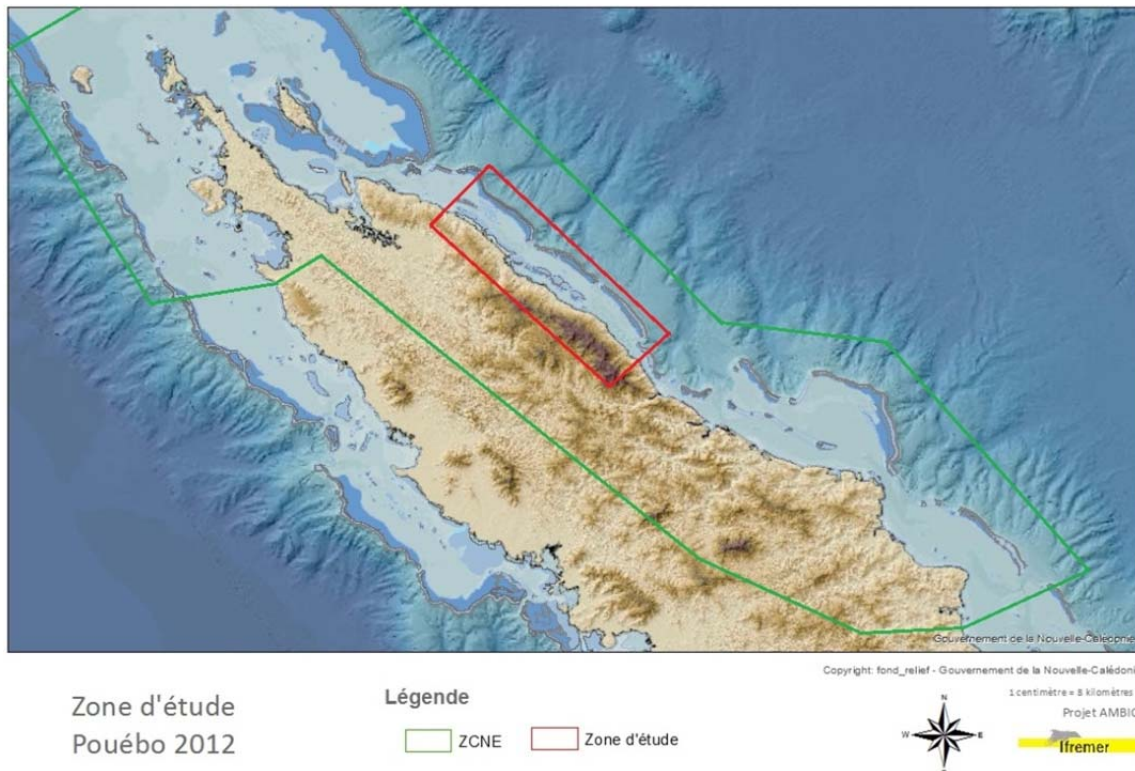 Gouvernement de la Nouvelle-Calédonie
Copyright: fond_relief - Gouvernement de la Nouvelle-Calédoni
Zone d'étude
Pouébo 2012
Légende
ZCNE
Zone d'étude
N
W
E
S
1 centimètre = 8 kilomètres
Projet AMBIO
Ifremer